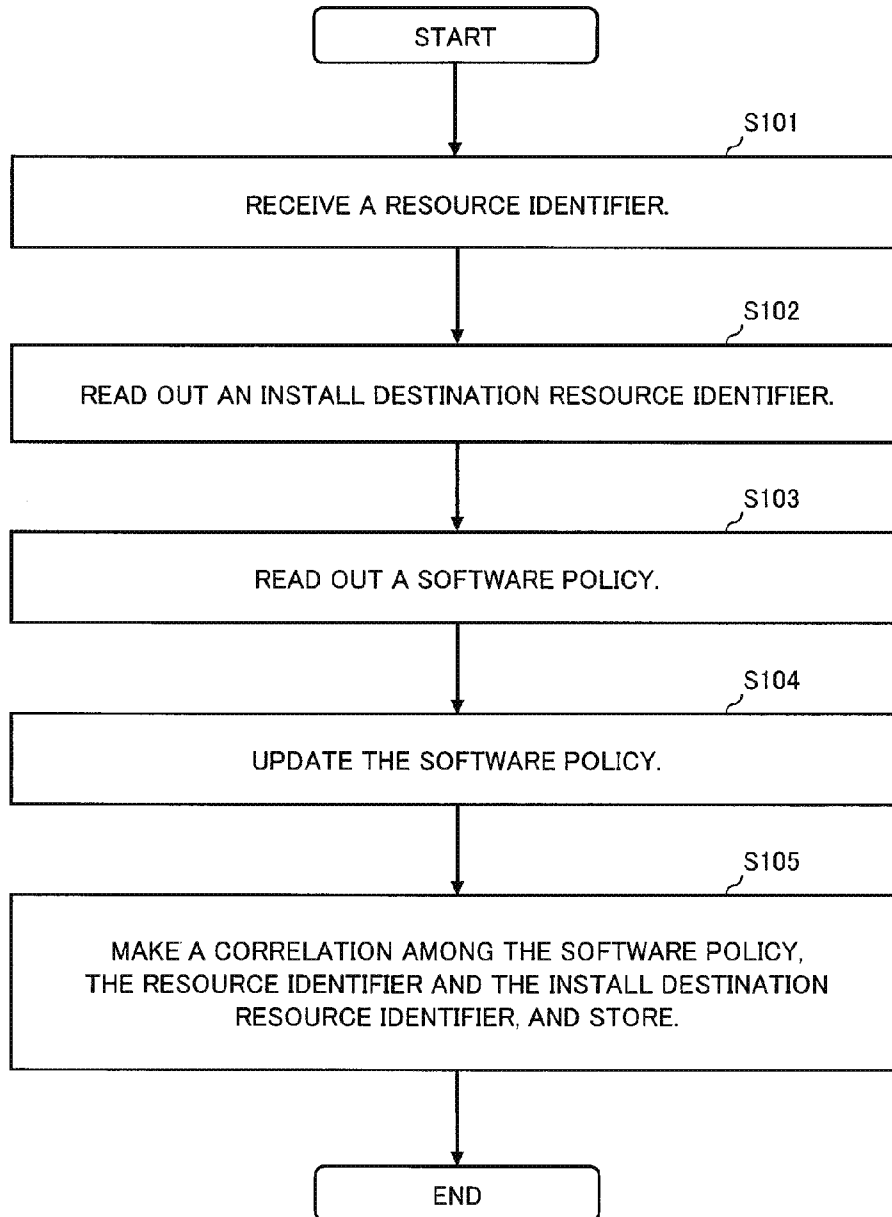 START
S101
RECEIVE A RESOURCE IDENTIFIER.
S102
READ OUT AN INSTALL DESTINATION RESOURCE IDENTIFIER.
S103
READ OUT A SOFTWARE POLICY.
S104
UPDATE THE SOFTWARE POLICY.
S105
MAKE A CORRELATION AMONG THE SOFTWARE POLICY,
THE RESOURCE IDENTIFIER AND THE INSTALL DESTINATION
RESOURCE IDENTIFIER, AND STORE.
END